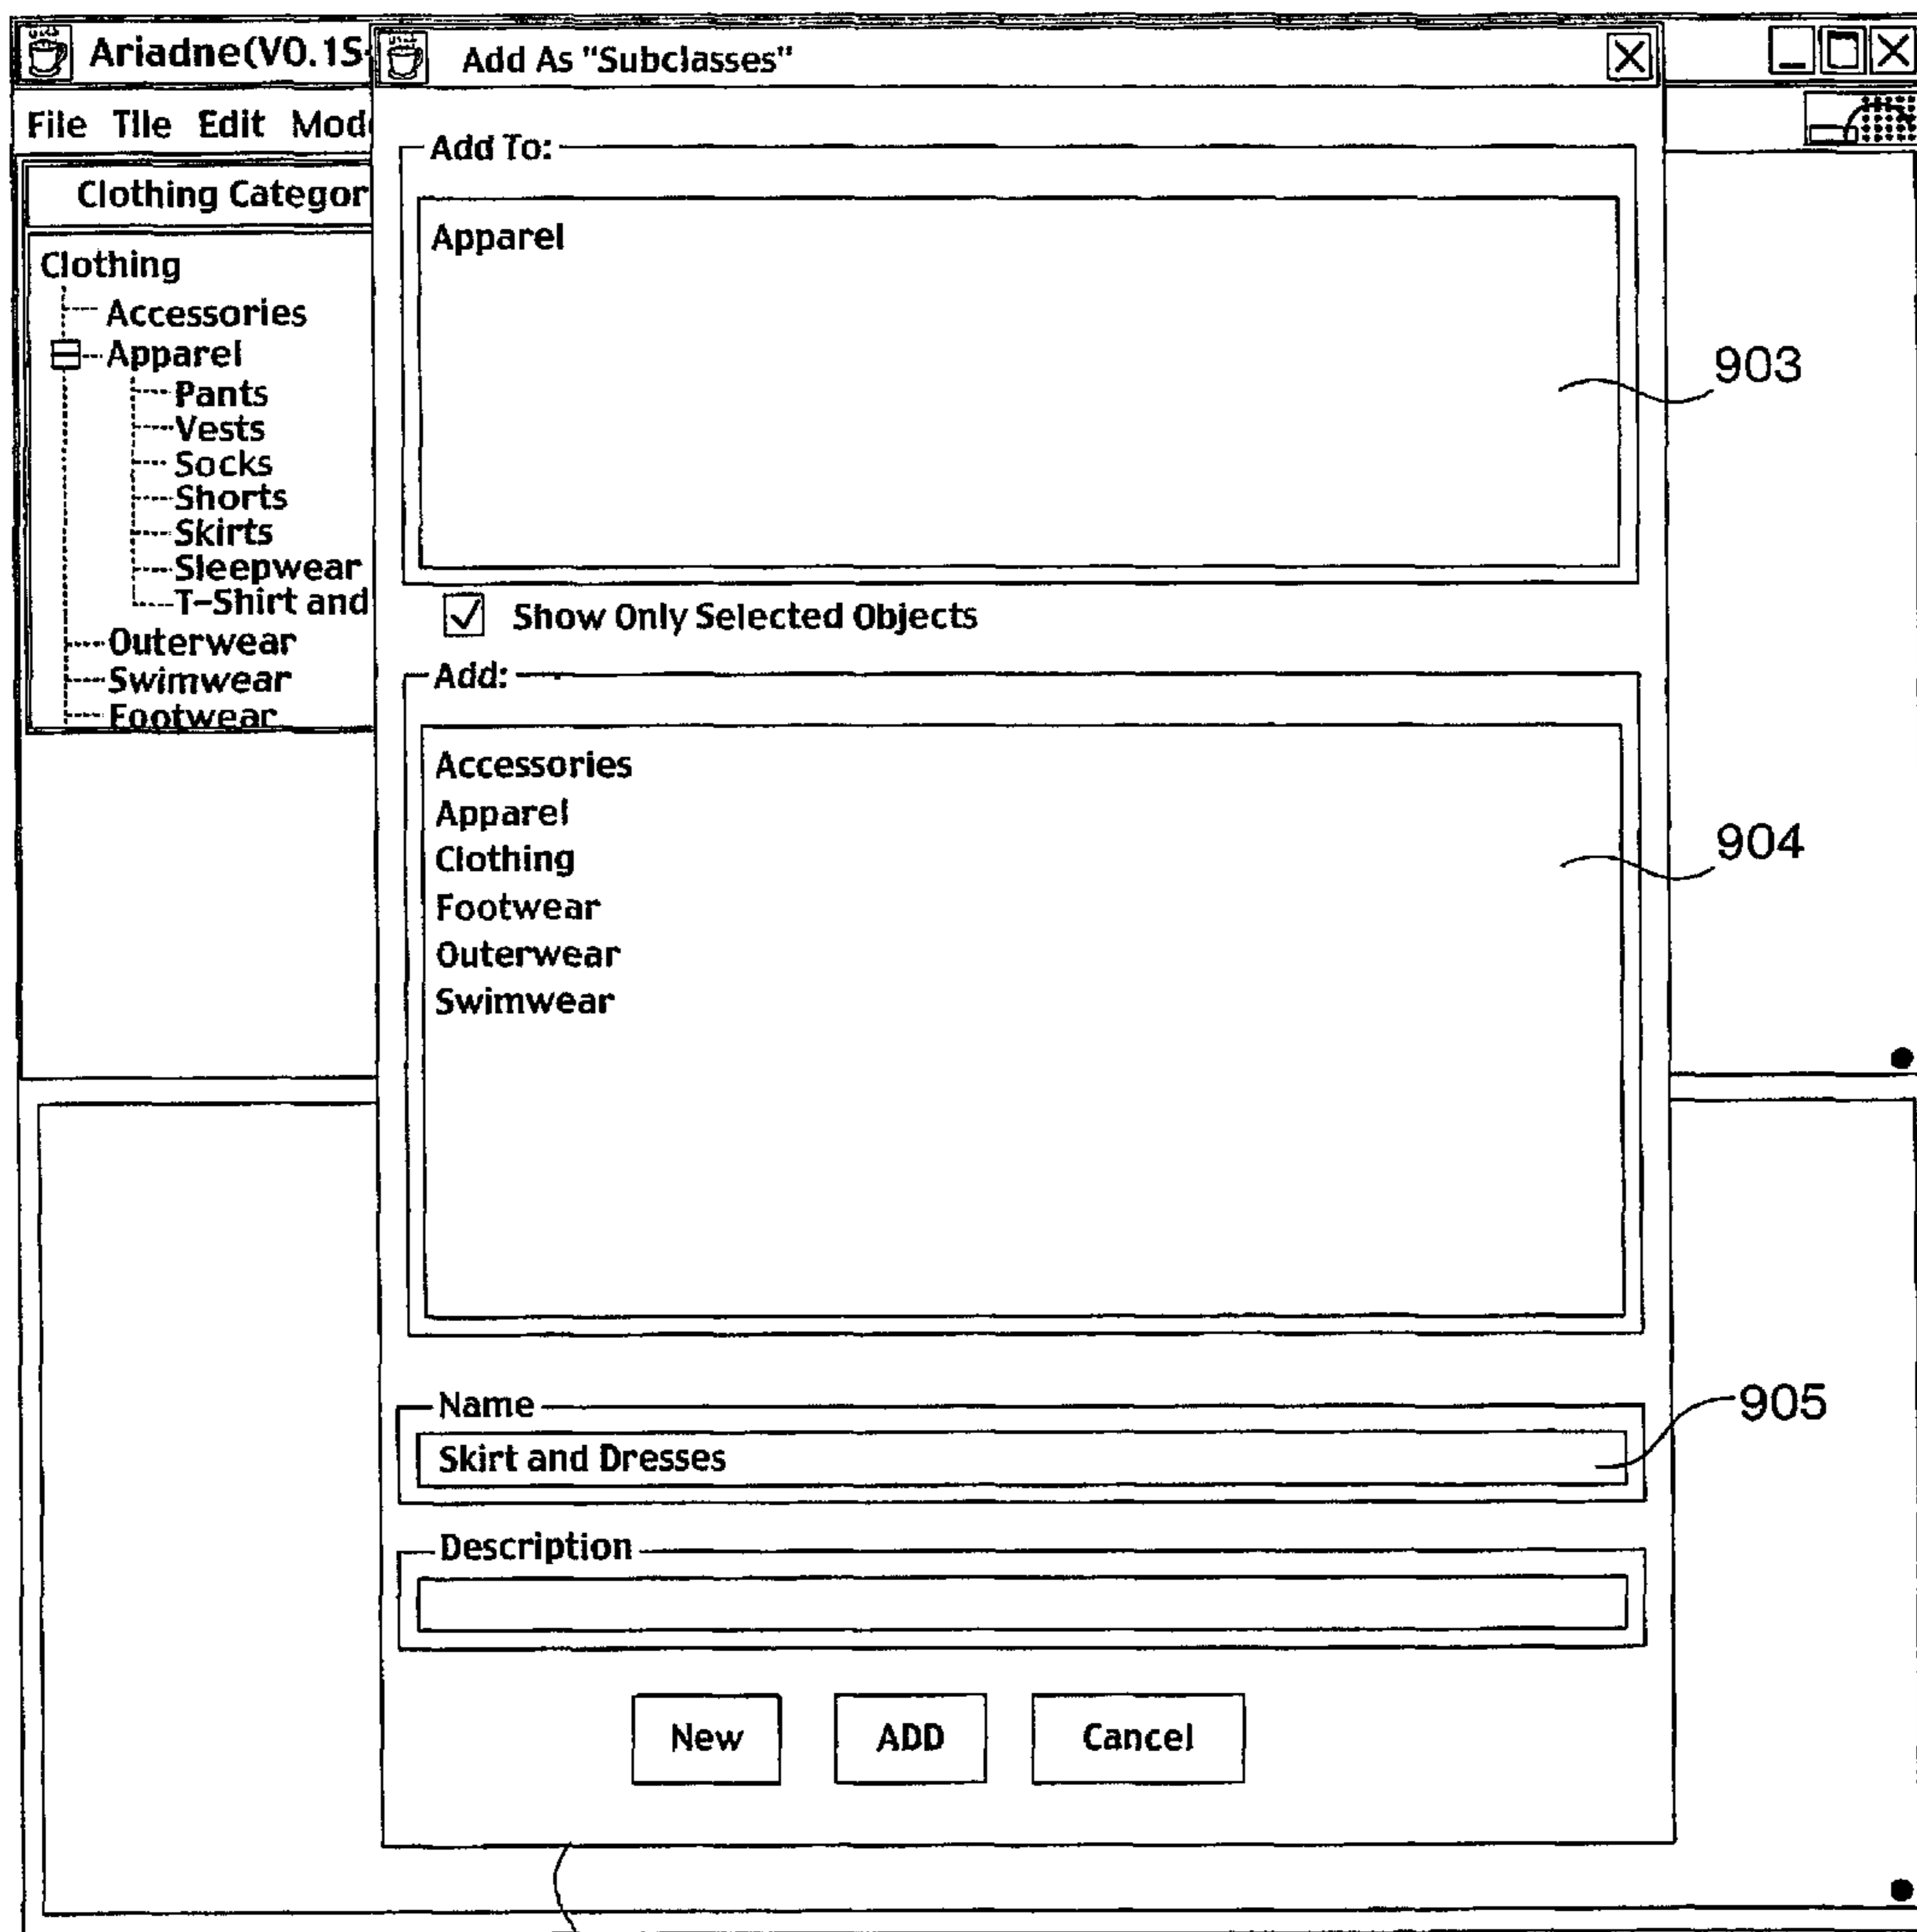 Ariadne(V0.1S
Add As "Subclasses"
File Tile Edit Mod
Clothing Categor
Clothing
Accessories
Apparel
Pants
Vests
Socks
Shorts
Skirts
Sleepwear
T-Shirt and
Outerwear
Swimwear
Footwear
Add To:
Apparel
903
Show Only Selected Objects
Add:
Accessories
Apparel
Clothing
Footwear
Outerwear
Swimwear
904
Name
Skirt and Dresses
905
Description
New
ADD
Cancel